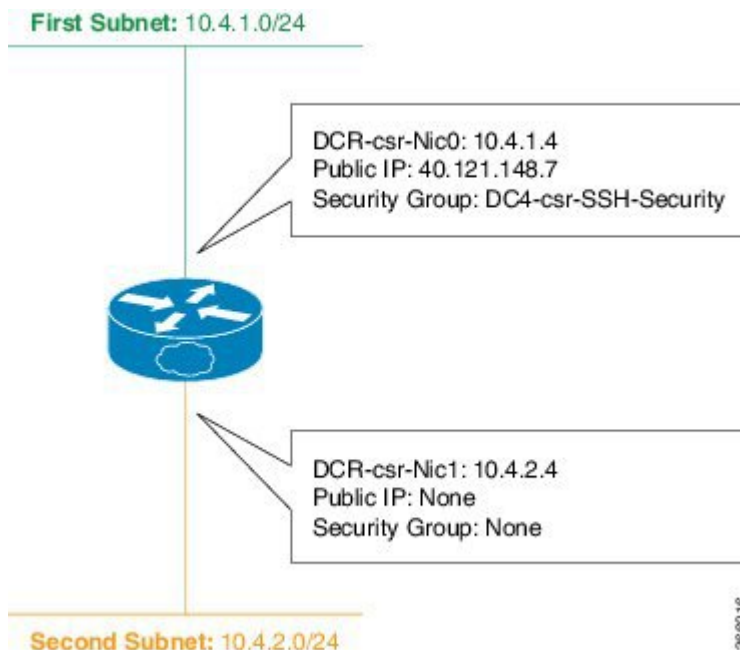 First Subnet: 10.4.1.0/24
DCR-csr-Nic0: 10.4.1.4
Public IP: 40.121.148.7
Security Group: DC4-csr-SSH-Security
DCR-csr-Nic1: 10.4.2.4
Public IP: None
Security Group: None
Second Subnet: 10.4.2.0/24